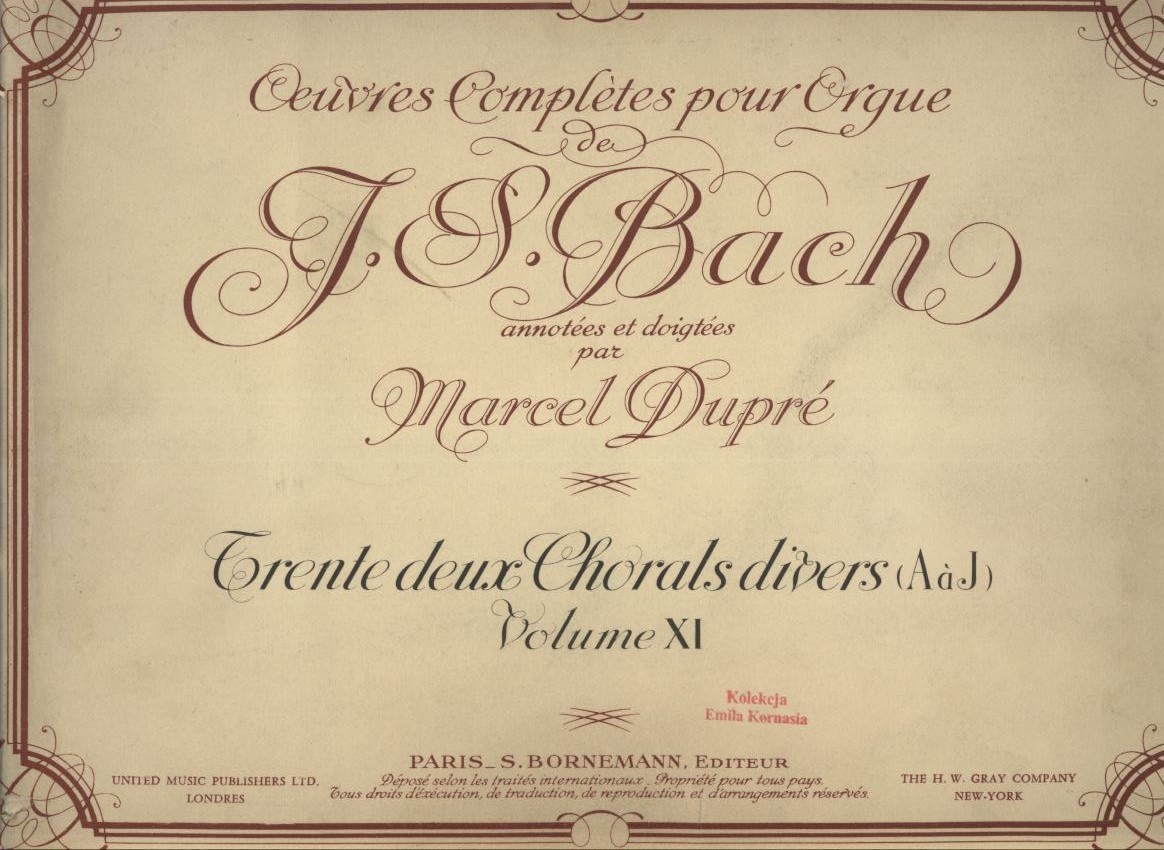 Oeuvres Complètes pour Orgue
de
J. S. Bach
annotées et doigtées
par
Marcel Dupré
Trente deux Chorals divers (A à J)
Volume XI
Kolekcja
Emila Kornasia
PARIS_S. BORNEMANN, EDITEUR
UNITED MUSIC PUBLISHERS LTD.
LONDRES
Déposé selon les traités internationaux _ Propriété pour tous pays.
Tous droits d'éxécution, de traduction, de reproduction et d'arrangements réservés.
THE H. W. GRAY COMPANY
NEW-YORK